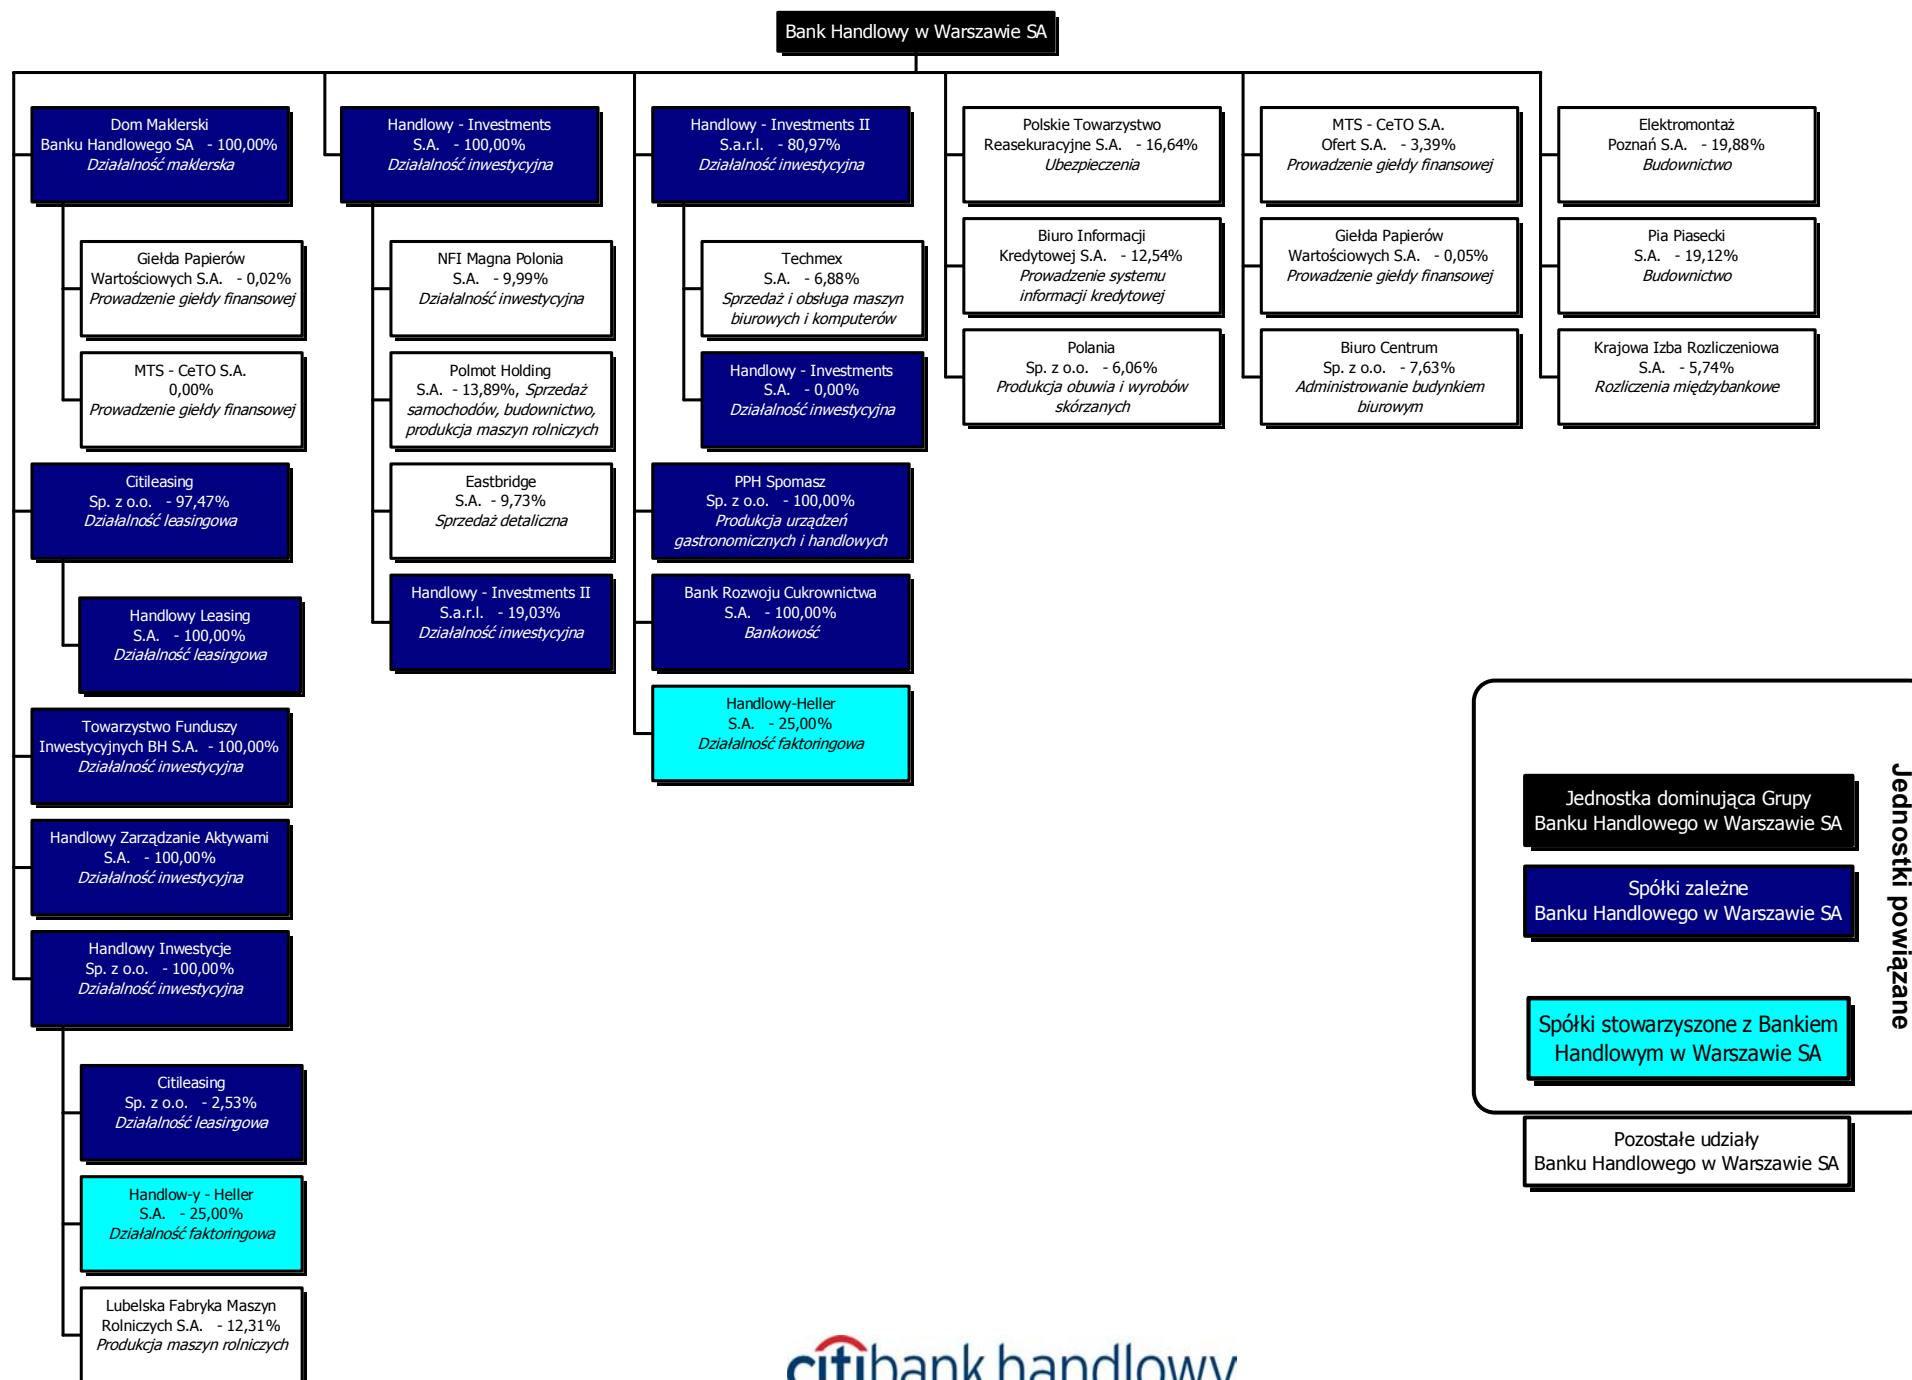 Bank Handlowy w Warszawie SA
Dom Maklerski
Banku Handlowego SA - 100,00%
Działalność maklerska
Giełda Papierów
Wartościowych S.A. - 0,02%
Prowadzenie giełdy finansowej
MTS - CeTO S.A.
0,00%
Prowadzenie giełdy finansowej
Citileasing
Sp. z o.o. - 97,47%
Działalność leasingowa
Handlowy Leasing
S.A. - 100,00%
Działalność leasingowa
Towarzystwo Funduszy
Inwestycyjnych BH S.A. - 100,00%
Działalność inwestycyjna
Handlowy Zarządzanie Aktywami
S.A. - 100,00%
Działalność inwestycyjna
Handlowy Inwestycje
Sp. z o.o. - 100,00%
Działalność inwestycyjna
Citileasing
Sp. z o.o. - 2,53%
Działalność leasingowa
Handlow-y - Heller
S.A. - 25,00%
Działalność faktoringowa
Lubelska Fabryka Maszyn
Rolniczych S.A. - 12,31%
Produkcja maszyn rolniczych
Handlowy - Investments
S.A. - 100,00%
Działalność inwestycyjna
NFI Magna Polonia
S.A. - 9,99%
Działalność inwestycyjna
Polmot Holding
S.A. - 13,89%, Sprzedaż
samochodów, budownictwo,
produkcja maszyn rolniczych
Eastbridge
S.A. - 9,73%
Sprzedaż detaliczna
Handlowy - Investments II
S.a.r.l. - 19,03%
Działalność inwestycyjna
Handlowy - Investments II
S.a.r.l. - 80,97%
Działalność inwestycyjna
Techmex
S.A. - 6,88%
Sprzedaż i obsługa maszyn
biurowych i komputerów
Handlowy - Investments
S.A. - 0,00%
Działalność inwestycyjna
PPH Spomasz
Sp. z o.o. - 100,00%
Produkcja urządzeń
gastronomicznych i handlowych
Bank Rozwoju Cukrownictwa
S.A. - 100,00%
Bankowość
Handlowy-Heller
S.A. - 25,00%
Działalność faktoringowa
Polskie Towarzystwo
Reasekuracyjne S.A. - 16,64%
Ubezpieczenia
Biuro Informacji
Kredytowej S.A. - 12,54%
Prowadzenie systemu
informacji kredytowej
Polania
Sp. z o.o. - 6,06%
Produkcja obuwia i wyrobów
skórzanych
MTS - CeTO S.A.
Ofert S.A. - 3,39%
Prowadzenie giełdy finansowej
Giełda Papierów
Wartościowych S.A. - 0,05%
Prowadzenie giełdy finansowej
Biuro Centrum
Sp. z o.o. - 7,63%
Administrowanie budynkiem
biurowym
Elektromontaż
Poznań S.A. - 19,88%
Budownictwo
Pia Piasecki
S.A. - 19,12%
Budownictwo
Krajowa Izba Rozliczeniowa
S.A. - 5,74%
Rozliczenia międzybankowe
Jednostki powiązane
Jednostka dominująca Grupy
Banku Handlowego w Warszawie SA
Spółki zależne
Banku Handlowego w Warszawie SA
Spółki stowarzyszone z Bankiem
Handlowym w Warszawie SA
Pozostałe udziały
Banku Handlowego w Warszawie SA
citibank handlowy